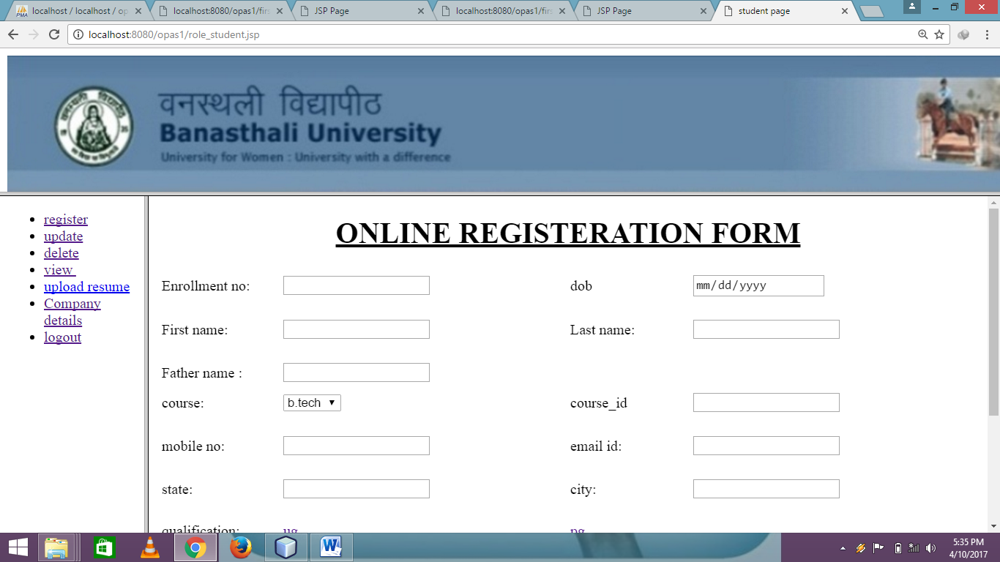 localhost / localhost / op
localhost:8080/opas1/firs
JSP Page
localhost:8080/opas1/firs
JSP Page
student page
localhost:8080/opas1/role_student.jsp
वनस्थली विद्यापीठ
Banasthali University
University for Women : University with a difference
register
update
delete
view
upload resume
Company
details
logout
ONLINE REGISTERATION FORM
Enrollment no:
dob
mm/dd/yyyy
First name:
Last name:
Father name :
course:
b.tech
course_id
mobile no:
email id:
state:
city:
qualification:
ug
pg
5:35 PM
4/10/2017